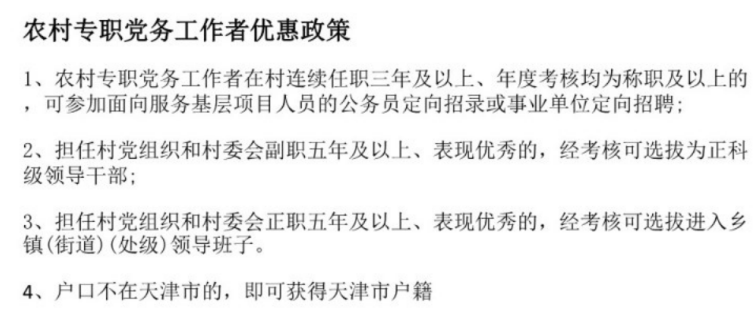 农村专职党务工作者优惠政策
1、农村专职党务工作者在村连续任职三年及以上、年度考核均为称职及以上的
，可参加面向服务基层项目人员的公务员定向招录或事业单位定向招聘;
2、担任村党组织和村委会副职五年及以上、表现优秀的，经考核可选拔为正科
级领导干部;
3、担任村党组织和村委会正职五年及以上、表现优秀的，经考核可选拔进入乡
镇(街道)(处级)领导班子。
4、户口不在天津市的，即可获得天津市户籍